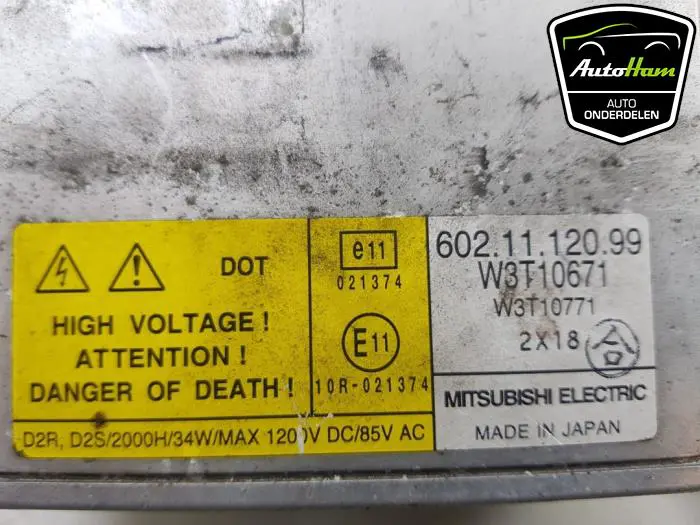 AutoHam
AUTO
ONDERDELEN
DOT
HIGH VOLTAGE !
ATTENTION !
DANGER OF DEATH !
D2R, D2S/2000H/34W/MAX 1200V DC/85V AC
e11
021374
E11
10R-021374
602.11.120.99
W3T10671
W3T10771
2X18 合
MITSUBISHI ELECTRIC
MADE IN JAPAN